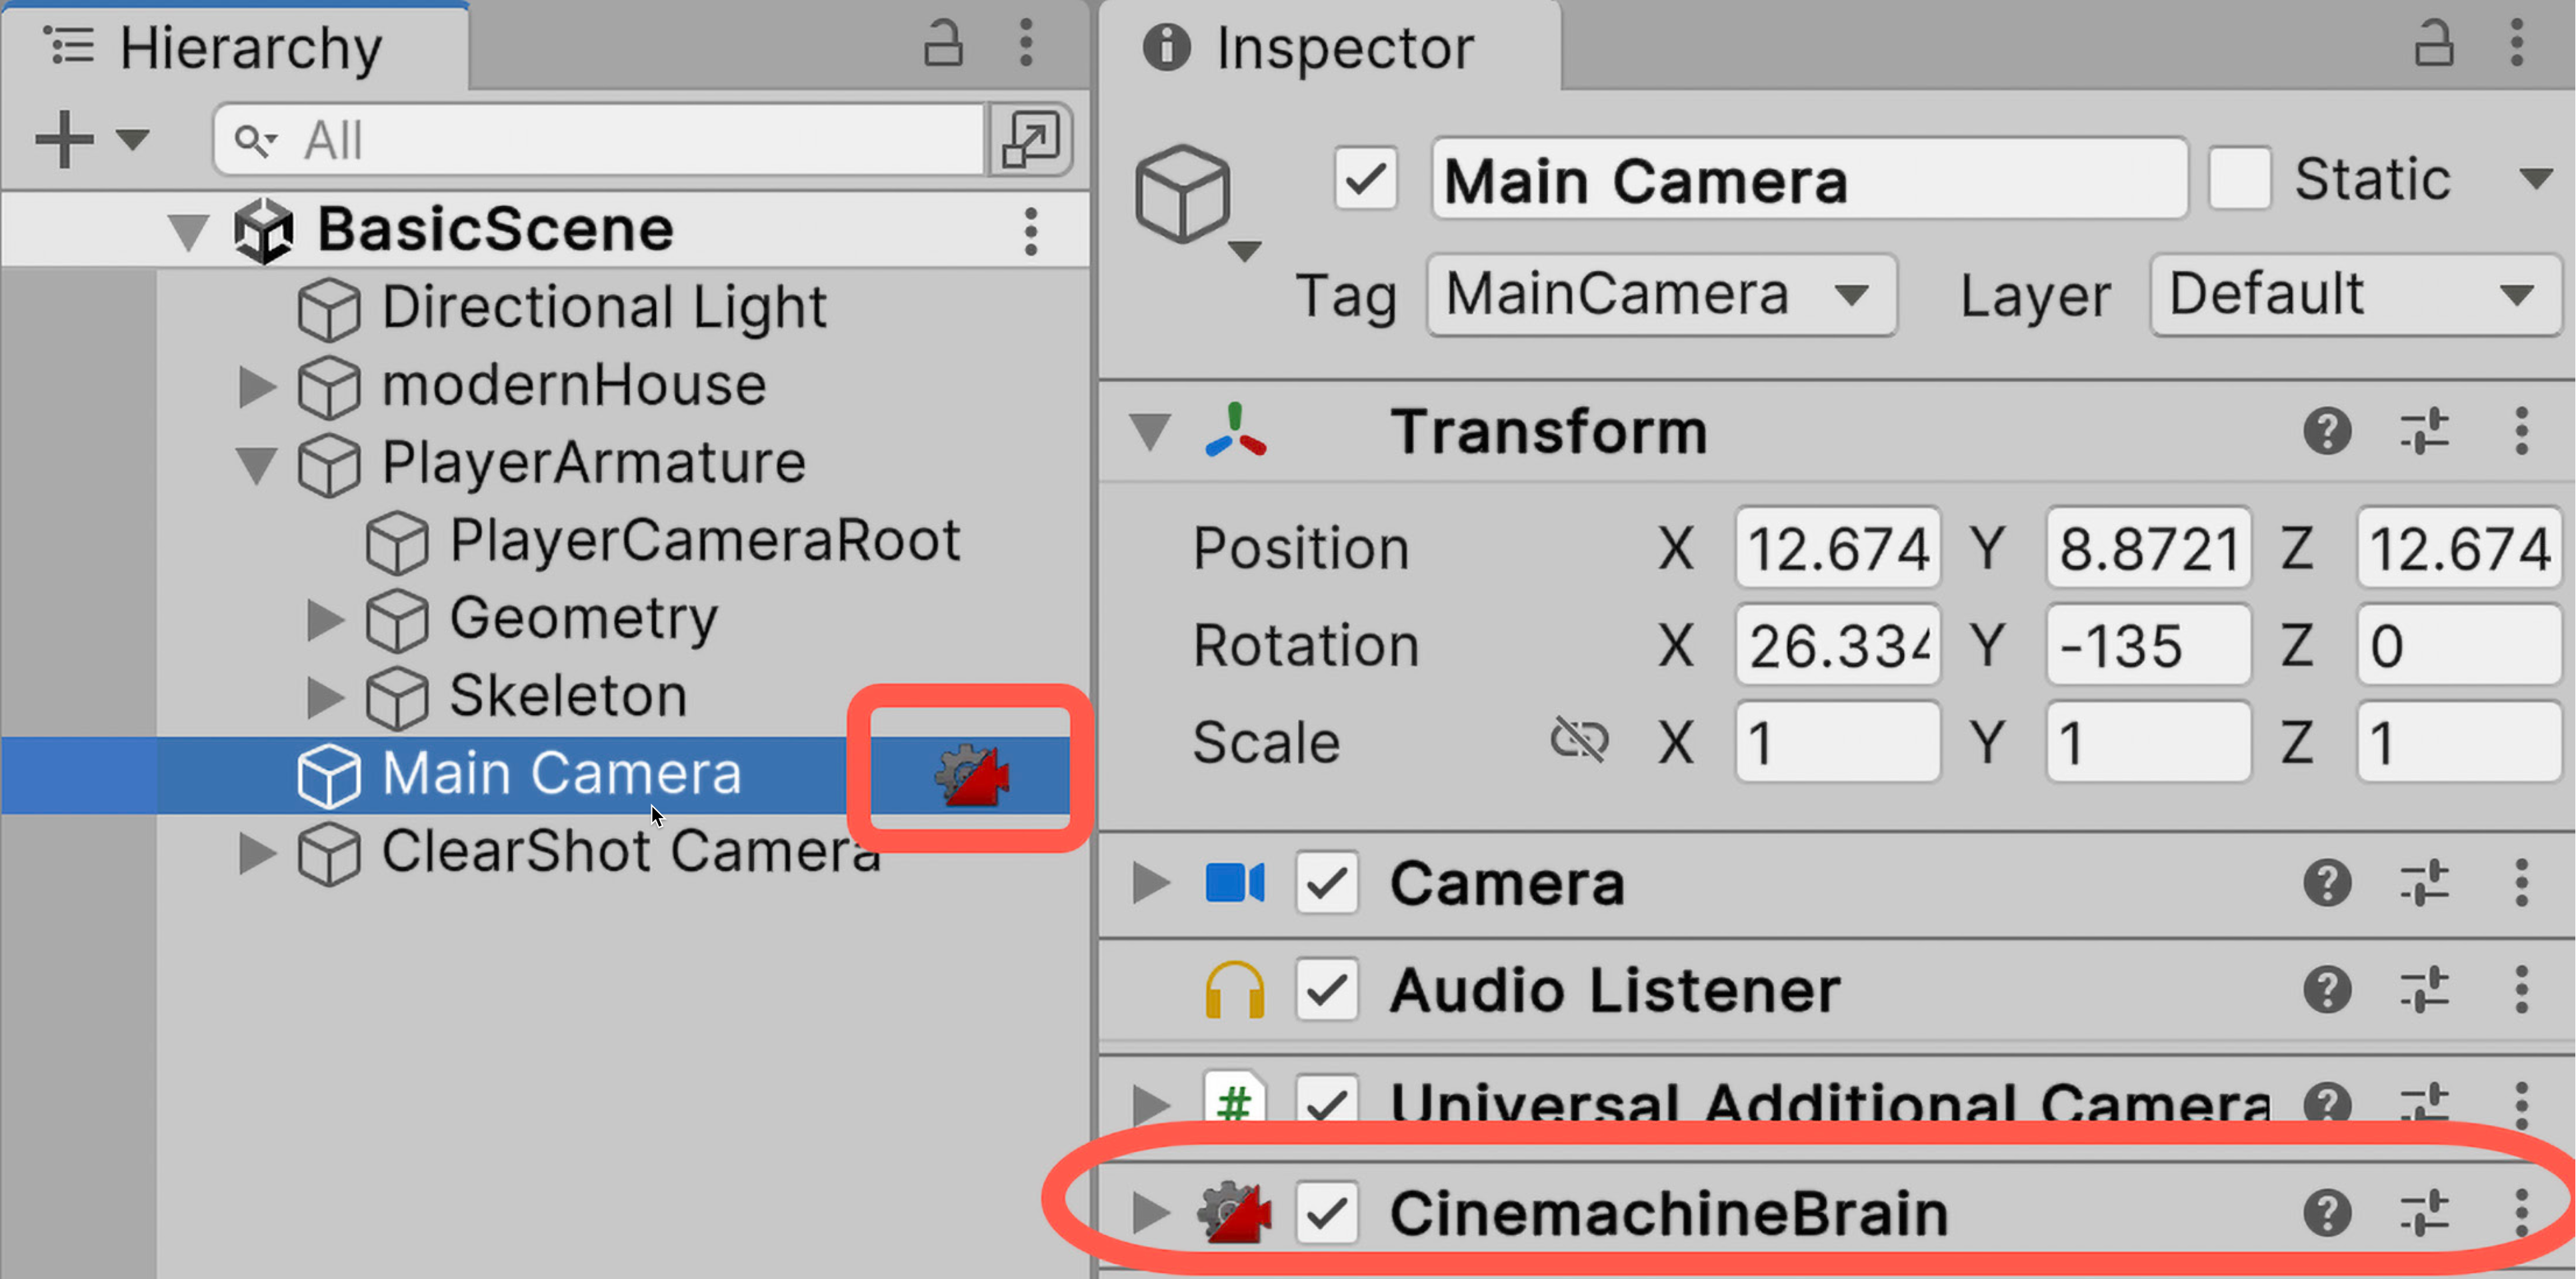 Hierarchy
All
BasicScene
Directional Light
modernHouse
PlayerArmature
PlayerCameraRoot
Geometry
Skeleton
Main Camera
ClearShot Camera
Inspector
Main Camera Static
Tag MainCamera Layer Default
Transform
Position X 12.674 Y 8.8721 Z 12.674
Rotation X 26.334 Y -135 Z 0
Scale X 1 Y 1 Z 1
Camera
Audio Listener
# Universal Additional Camera
CinemachineBrain